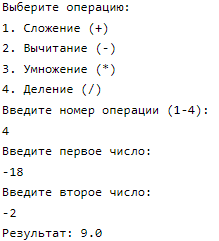 Выберите операцию:
1. Сложение (+)
2. Вычитание (-)
3. Умножение (*)
4. Деление (/)
Введите номер операции (1-4):
4
Введите первое число:
-18
Введите второе число:
-2
Результат: 9.0